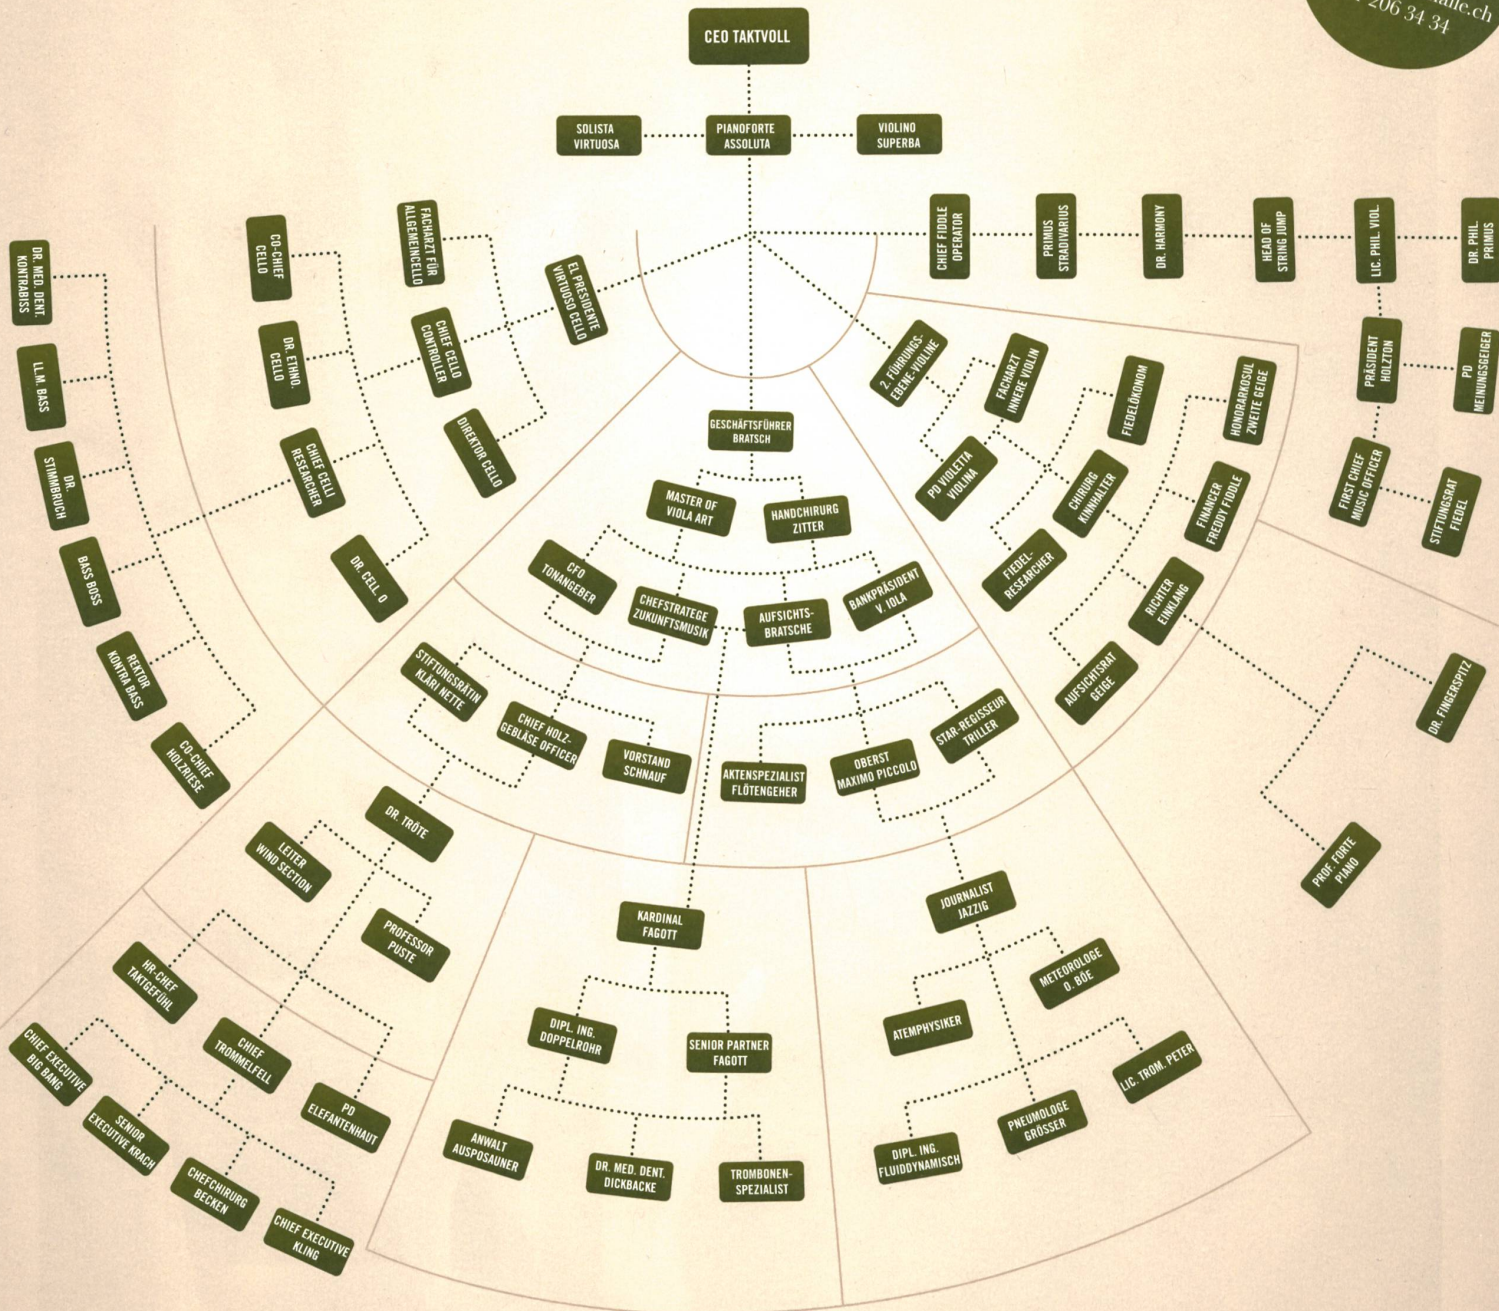 alle.ch
206 34 34
CEO TAKTVOLL
SOLISTA
VIRTUOSA
PIANOFORTE
ASSOLUTA
VIOLINO
SUPERBA
CHIEF FIDDLE
OPERATOR
PRIMUS
STRADIVARIUS
DR. HARMONY
HEAD OF
STRING JUMP
LIC. PHIL. VIOL.
DR. PHIL.
PRIMUS
PRÄSIDENT
HOLZTON
PD
MEINUNGSGEIGER
FIRST CHIEF
MUSIC OFFICER
STIFTUNGSRAT
FIEDEL
DR. MED. DENT.
KONTRABISS
LL.M. BASS
DR.
STIMMBRUCH
BASS BOSS
REKTOR
KONTRA BASS
CO-CHIEF
HOLZRIESE
CO-CHIEF
CELLO
DR. ETHNO.
CELLO
CHIEF CELLI
RESEARCHER
DR. CELL. O
FACHARZT FÜR
ALLGEMEINCELLO
CHIEF CELLO
CONTROLLER
DIREKTOR CELLO
EL PRESIDENTE
VIRTUOSO CELLO
2. FÜHRUNGS-
EBENE-VIOLINE
FACHARZT
INNERE VIOLIN
PD VIOLETTA
VIOLINA
FIEDELÖKONOM
CHIRURG
KINNHALTER
FIEDEL-
RESEARCHER
HONORARKOSUL
ZWEITE GEIGE
FINANCER
FREDDY FIDDLE
RICHTER
EINKLANG
AUFSICHTSRAT
GEIGE
DR. FINGERSPITZ
PROF. FORTE
PIANO
GESCHÄFTSFÜHRER
BRATSCH
MASTER OF
VIOLA ART
HANDCHIRURG
ZITTER
CFO
TONANGEBER
CHEFSTRATEGE
ZUKUNFTSMUSIK
AUFSICHTS-
BRATSCHE
BANKPRÄSIDENT
V. IOLA
STIFTUNGSRÄTIN
KLÄRI NETTE
CHIEF HOLZ-
GEBLÄSE OFFICER
VORSTAND
SCHNAUF
AKTENSPEZIALIST
FLÖTENGEHER
OBERST
MAXIMO PICCOLO
STAR-REGISSEUR
TRILLER
DR. TRÖTE
LEITER
WIND SECTION
PROFESSOR
PUSTE
HR-CHEF
TAKTGEFÜHL
CHIEF
TROMMELFELL
PD
ELEFANTENHAUT
CHIEF EXECUTIVE
BIG BANG
SENIOR
EXECUTIVE KRACH
CHEFCHIRURG
BECKEN
CHIEF EXECUTIVE
KLING
KARDINAL
FAGOTT
DIPL. ING.
DOPPELROHR
SENIOR PARTNER
FAGOTT
ANWALT
AUSPOSAUNER
DR. MED. DENT.
DICKBACKE
TROMBONEN-
SPEZIALIST
JOURNALIST
JAZZIG
ATEMPHYSIKER
METEOROLOGE
O. BÖE
DIPL. ING.
FLUIDDYNAMISCH
PNEUMOLOGE
GRÖSSER
LIC. TROM. PETER